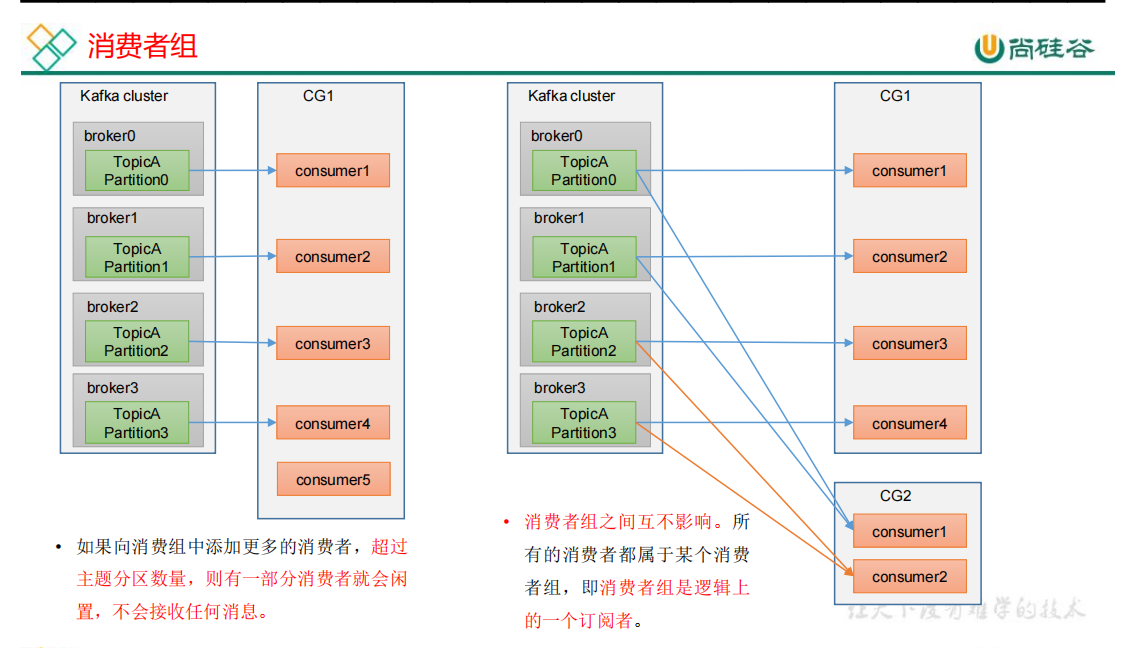 消费者组
尚硅谷
Kafka cluster
broker0
TopicA
Partition0
broker1
TopicA
Partition1
broker2
TopicA
Partition2
broker3
TopicA
Partition3
CG1
consumer1
consumer2
consumer3
consumer4
consumer5
• 如果向消费组中添加更多的消费者，超过
主题分区数量，则有一部分消费者就会闲
置，不会接收任何消息。
Kafka cluster
broker0
TopicA
Partition0
broker1
TopicA
Partition1
broker2
TopicA
Partition2
broker3
TopicA
Partition3
CG1
consumer1
consumer2
consumer3
consumer4
CG2
consumer1
consumer2
• 消费者组之间互不影响。所
有的消费者都属于某个消费
者组，即消费者组是逻辑上
的一个订阅者。
学的技术